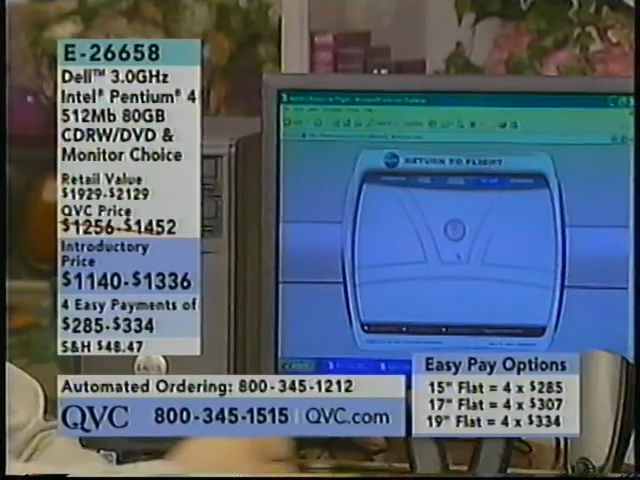 E-26658
Dell™ 3.0GHz
Intel® Pentium® 4
512Mb 80GB
CDRW/DVD &
Monitor Choice
Retail Value
$1929-$2129
QVC Price
$1256-$1452
Introductory
Price
$1140-$1336
4 Easy Payments of
$285-$334
S&H $48.47
RETURN TO FLIGHT
Easy Pay Options
15" Flat = 4 x $285
17" Flat = 4 x $307
19" Flat = 4 x $334
Automated Ordering: 800-345-1212
QVC 800-345-1515 | QVC.com